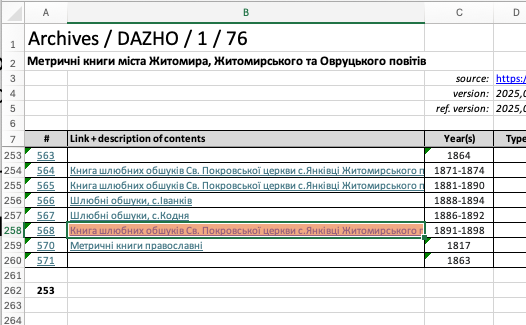 A B C D
1 Archives / DAZHO / 1 / 76
2 Метричні книги міста Житомира, Житомирського та Овруцького повітів
3 source: https:/
4 version: 2025,0
5 ref. version: 2025,0
6
7 # Link + description of contents Year(s) Type
253 563 1864
254 564 Книга шлюбних обшуків Св. Покровської церкви с.Янківці Житомирського п 1871-1874
255 565 Книга шлюбних обшуків Св. Покровської церкви с.Янківці Житомирського п 1881-1890
256 566 Шлюбні обшуки, с.Іванків 1888-1894
257 567 Шлюбні обшуки, с.Кодня 1886-1892
258 568 Книга шлюбних обшуків Св. Покровської церкви с.Янківці Житомирського п 1891-1898
259 570 Метричні книги православні 1817
260 571 1863
261
262 253
263
264